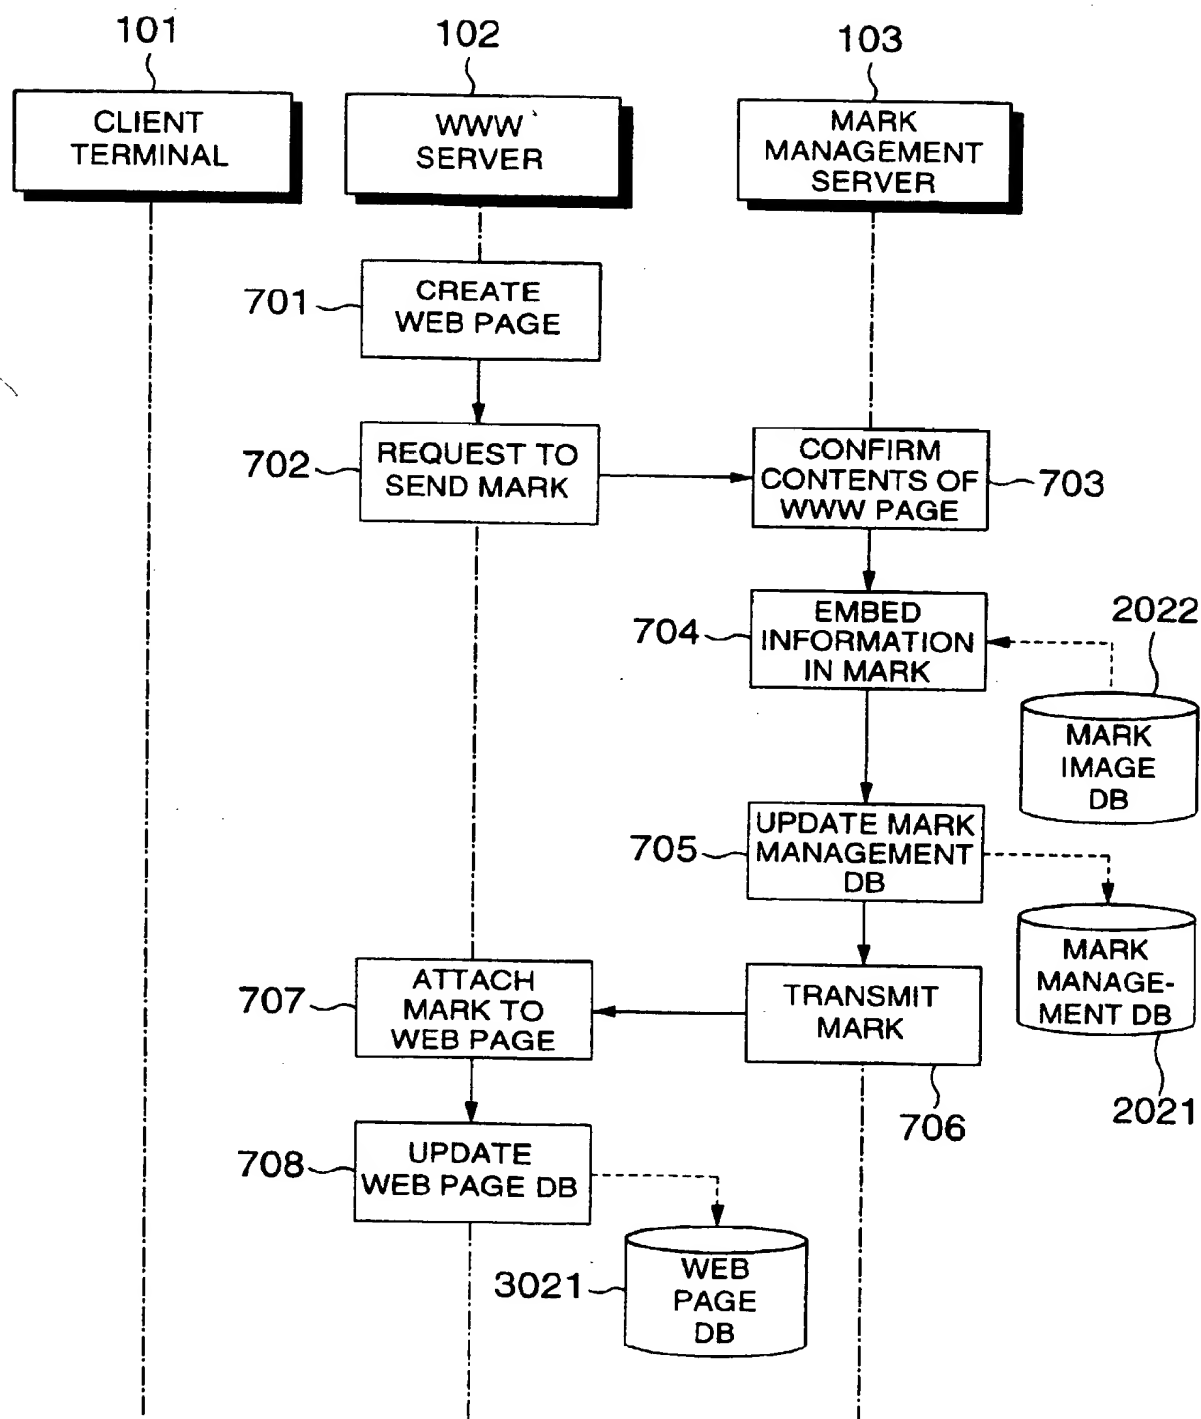 101
102
103
CLIENT
TERMINAL
WWW
SERVER
MARK
MANAGEMENT
SERVER
701
CREATE
WEB PAGE
702
REQUEST TO
SEND MARK
CONFIRM
CONTENTS OF
WWW PAGE
703
704
EMBED
INFORMATION
IN MARK
2022
MARK
IMAGE
DB
705
UPDATE MARK
MANAGEMENT
DB
MARK
MANAGE-
MENT DB
2021
707
ATTACH
MARK TO
WEB PAGE
TRANSMIT
MARK
706
708
UPDATE
WEB PAGE DB
3021
WEB
PAGE
DB